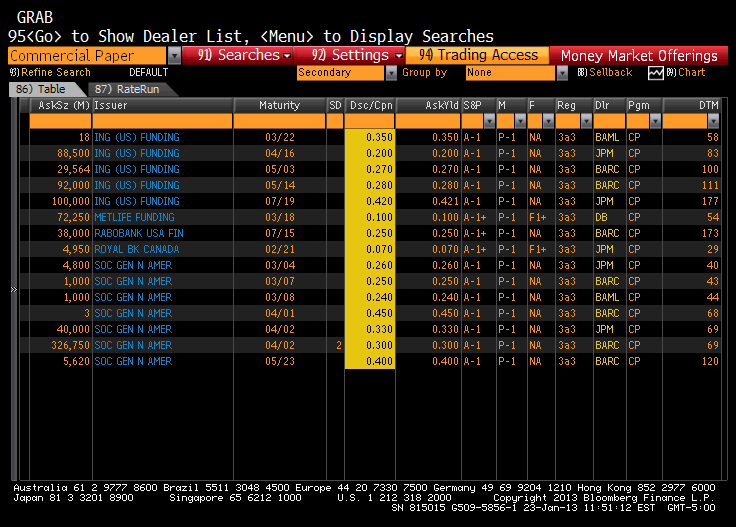 GRAB
95<Go> to Show Dealer List, <Menu> to Display Searches
Commercial Paper 91) Searches 92) Settings 94) Trading Access Money Market Offerings
93) Refine Search DEFAULT Secondary Group by None 88) Sellback 89) Chart
86) Table 87) RateRun
AskSz (M) Issuer Maturity SD Dsc/Cpn AskYld S&P M F Reg Dlr Pgm DTM
18 ING (US) FUNDING 03/22 0.350 0.350 A-1 P-1 NA 3a3 BAML CP 58
88,500 ING (US) FUNDING 04/16 0.200 0.200 A-1 P-1 NA 3a3 JPM CP 83
29,564 ING (US) FUNDING 05/03 0.270 0.270 A-1 P-1 NA 3a3 BARC CP 100
92,000 ING (US) FUNDING 05/14 0.280 0.280 A-1 P-1 NA 3a3 BARC CP 111
100,000 ING (US) FUNDING 07/19 0.420 0.421 A-1 P-1 NA 3a3 JPM CP 177
72,250 METLIFE FUNDING 03/18 0.100 0.100 A-1+ P-1 F1+ 3a3 DB CP 54
38,000 RABOBANK USA FIN 07/15 0.250 0.250 A-1+ P-1 NA 3a3 BARC CP 173
4,950 ROYAL BK CANADA 02/21 0.070 0.070 A-1+ P-1 F1+ 3a3 JPM CP 29
4,800 SOC GEN N AMER 03/04 0.260 0.260 A-1 P-1 NA 3a3 JPM CP 40
1,000 SOC GEN N AMER 03/07 0.250 0.250 A-1 P-1 NA 3a3 BARC CP 43
1,000 SOC GEN N AMER 03/08 0.240 0.240 A-1 P-1 NA 3a3 BAML CP 44
3 SOC GEN N AMER 04/01 0.450 0.450 A-1 P-1 NA 3a3 BARC CP 68
40,000 SOC GEN N AMER 04/02 0.330 0.330 A-1 P-1 NA 3a3 JPM CP 69
326,750 SOC GEN N AMER 04/02 2 0.300 0.300 A-1 P-1 NA 3a3 BARC CP 69
5,620 SOC GEN N AMER 05/23 0.400 0.400 A-1 P-1 NA 3a3 BARC CP 120
Australia 61 2 9777 8600 Brazil 5511 3048 4500 Europe 44 20 7330 7500 Germany 49 69 9204 1210 Hong Kong 852 2977 6000
Japan 81 3 3201 8900 Singapore 65 6212 1000 U.S. 1 212 318 2000 Copyright 2013 Bloomberg Finance L.P.
SN 815015 G509-5856-1 23-Jan-13 11:51:12 EST GMT-5:00